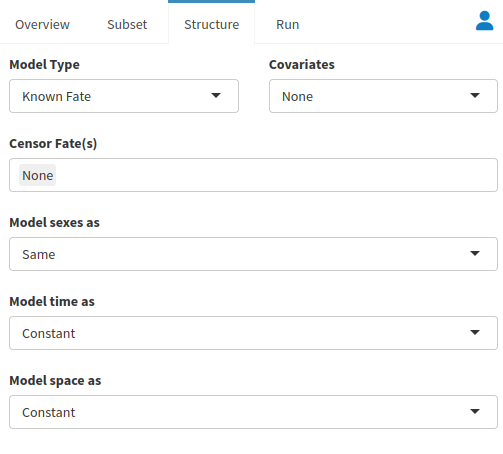 Overview Subset Structure Run
Model Type Covariates
Known Fate None
Censor Fate(s)
None
Model sexes as
Same
Model time as
Constant
Model space as
Constant